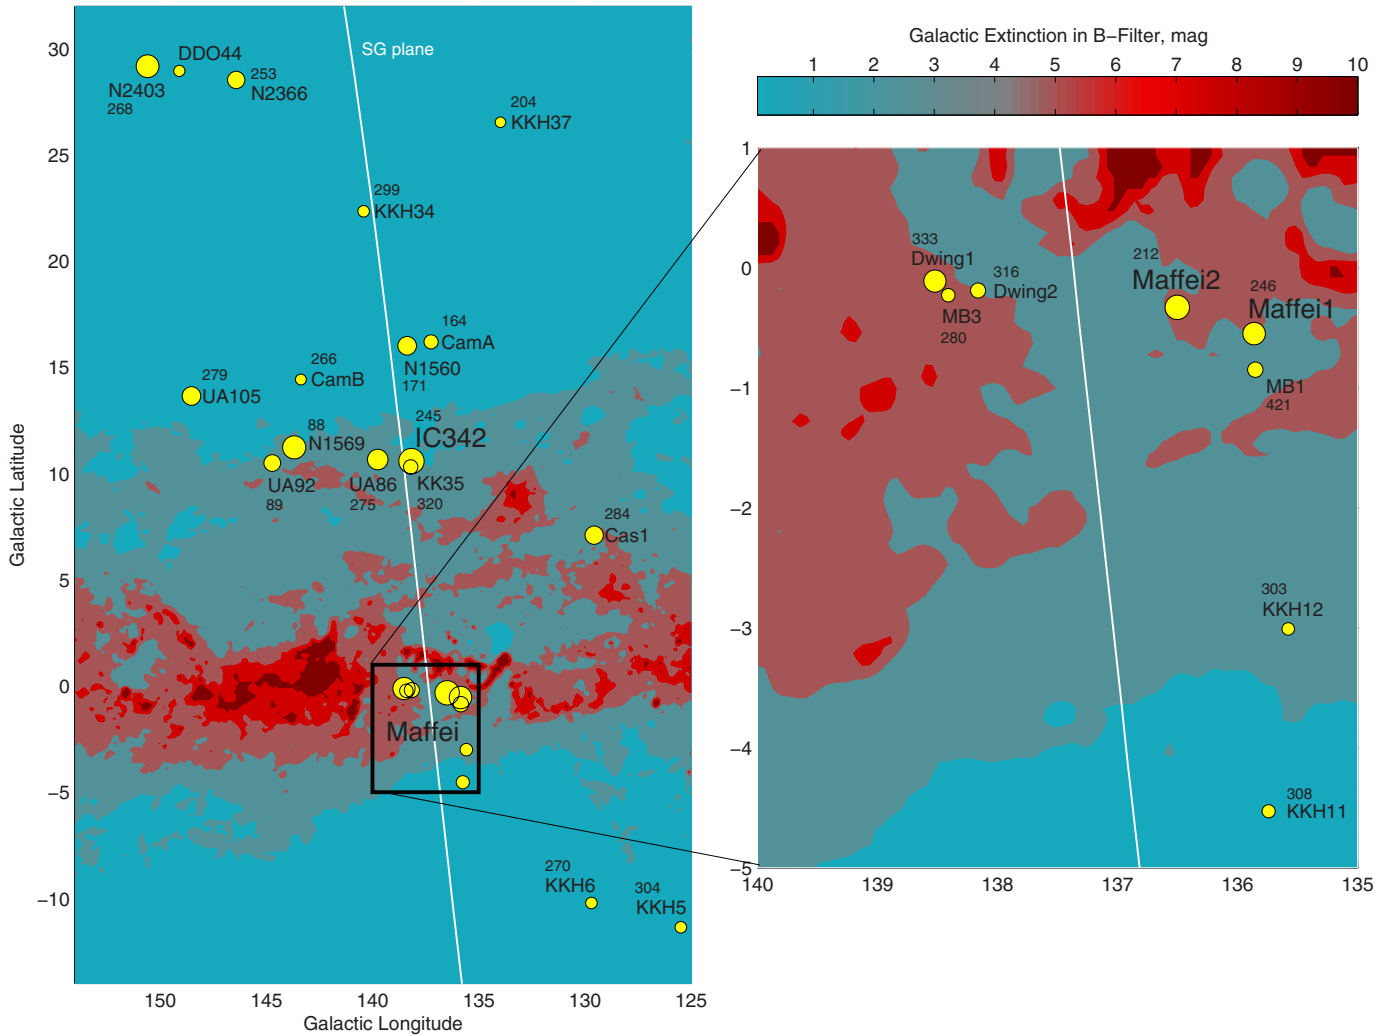 Galactic Extinction in B−Filter, mag
1 2 3 4 5 6 7 8 9 10
SG plane
DDO44
N2403
268
253
N2366
204
KKH37
299
KKH34
164
CamA
N1560
171
266
CamB
279
UA105
88
N1569
245
IC342
UA92
89
UA86
275
KK35
320
284
Cas1
Maffei
270
KKH6
304
KKH5
30
25
20
15
10
5
0
−5
−10
Galactic Latitude
150 145 140 135 130 125
Galactic Longitude
333
Dwing1
316
Dwing2
MB3
280
212
Maffei2
246
Maffei1
MB1
421
303
KKH12
308
KKH11
1
0
−1
−2
−3
−4
−5
140 139 138 137 136 135